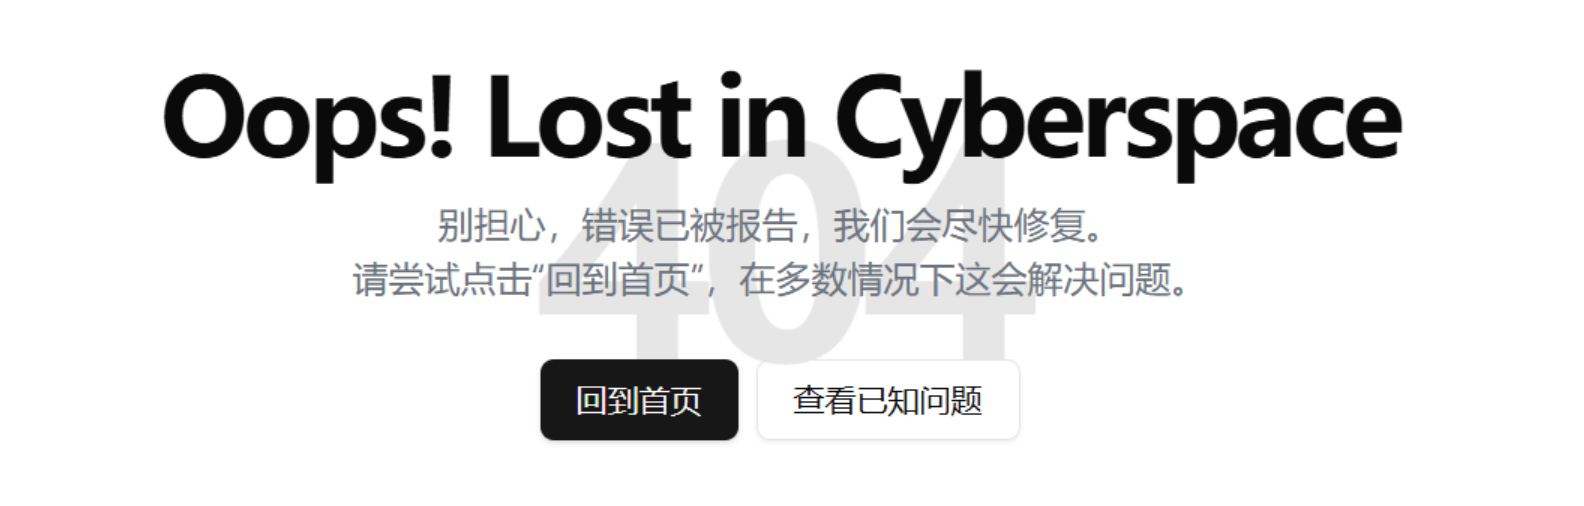 Oops! Lost in Cyberspace
404
别担心，错误已被报告，我们会尽快修复。
请尝试点击“回到首页”，在多数情况下这会解决问题。
回到首页
查看已知问题